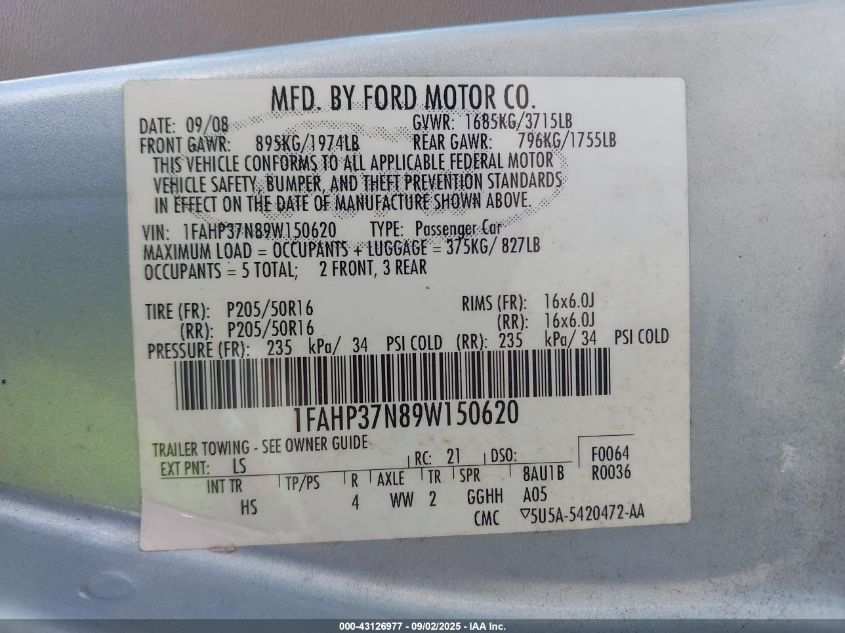 MFD. BY FORD MOTOR CO.
DATE: 09/08 GVWR: 1685KG/3715LB
FRONT GAWR: 895KG/1974LB REAR GAWR: 796KG/1755LB
THIS VEHICLE CONFORMS TO ALL APPLICABLE FEDERAL MOTOR
VEHICLE SAFETY, BUMPER, AND THEFT PREVENTION STANDARDS
IN EFFECT ON THE DATE OF MANUFACTURE SHOWN ABOVE.
VIN: 1FAHP37N89W150620 TYPE: Passenger Car
MAXIMUM LOAD = OCCUPANTS + LUGGAGE = 375KG/ 827LB
OCCUPANTS = 5 TOTAL; 2 FRONT, 3 REAR
TIRE (FR): P205/50R16 RIMS (FR): 16x6.0J
(RR): P205/50R16 (RR): 16x6.0J
PRESSURE (FR): 235 kPa/ 34 PSI COLD (RR): 235 kPa/ 34 PSI COLD
1FAHP37N89W150620
TRAILER TOWING - SEE OWNER GUIDE
EXT PNT: LS RC: 21 DSO: F0064
INT TR TP/PS R AXLE TR SPR 8AU1B R0036
HS 4 WW 2 GGHH A05
CMC ▽5U5A-5420472-AA
000-43126977 - 09/02/2025 - IAA Inc.